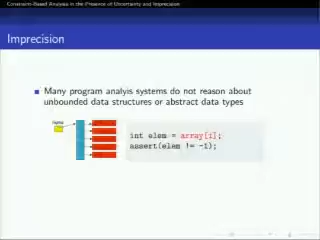 Constraint-Based Analysis in the Presence of Uncertainty and Imprecision
Imprecision
Many program analyis systems do not reason about
unbounded data structures or abstract data types
int elem = array[i];
assert(elem != -1);